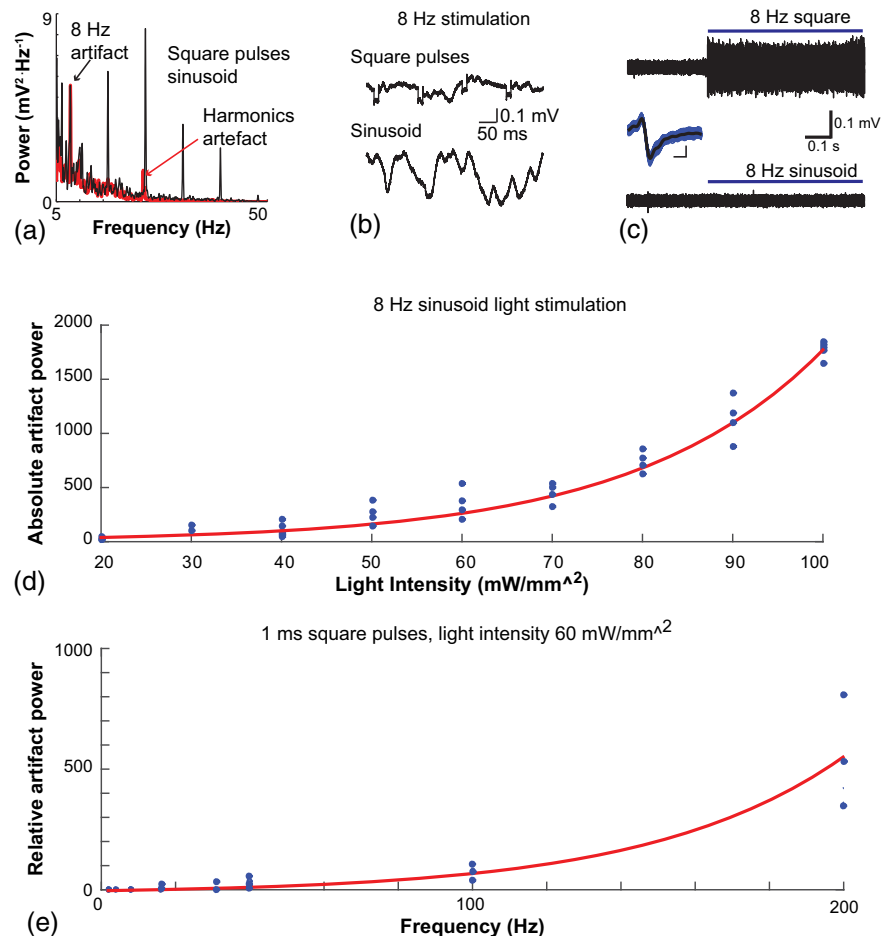 9
8 Hz
artifact
Square pulses
sinusoid
Harmonics
artefact
Power (mV²·Hz⁻¹)
0
5
50
Frequency (Hz)
(a)
8 Hz stimulation
Square pulses
0.1 mV
50 ms
Sinusoid
(b)
8 Hz square
0.1 mV
0.1 s
8 Hz sinusoid
(c)
8 Hz sinusoid light stimulation
Absolute artifact power
2000
1500
1000
500
0
20 30 40 50 60 70 80 90 100
Light Intensity (mW/mm^2)
(d)
1 ms square pulses, light intensity 60 mW/mm^2
Relative artifact power
1000
500
0
0 100 200
Frequency (Hz)
(e)